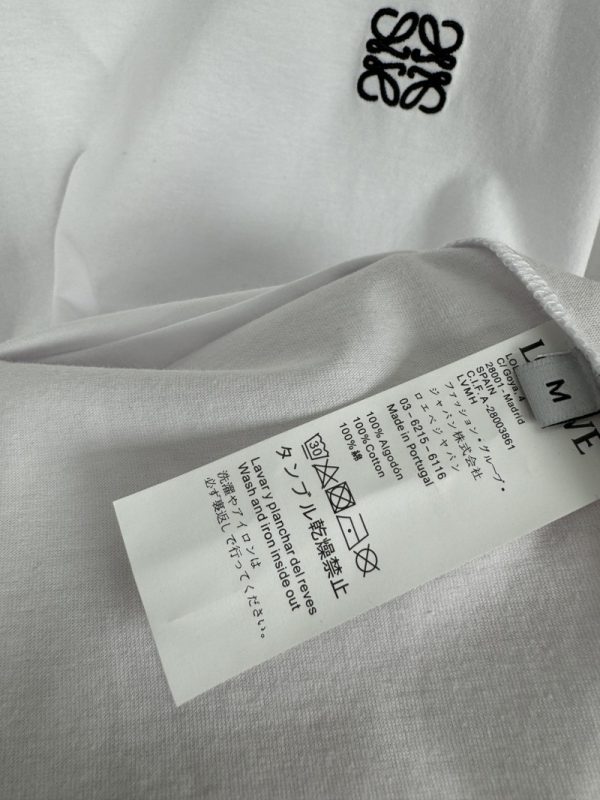 M
C/ Goya. 4
28001- Madrid
SPAIN
C.I.F. A -28003861
LVMH
ファッション・グループ・
ジャパン株式会社
ロエベジャパン
03 - 6215 - 6116
Made in Portugal
100% Algodón
100%Cotton
100%綿
30
タンブル乾燥禁止
Lavar y planchar del reves
Wash and iron inside out
洗濯やアイロンは
必ず裏返しで行ってください。